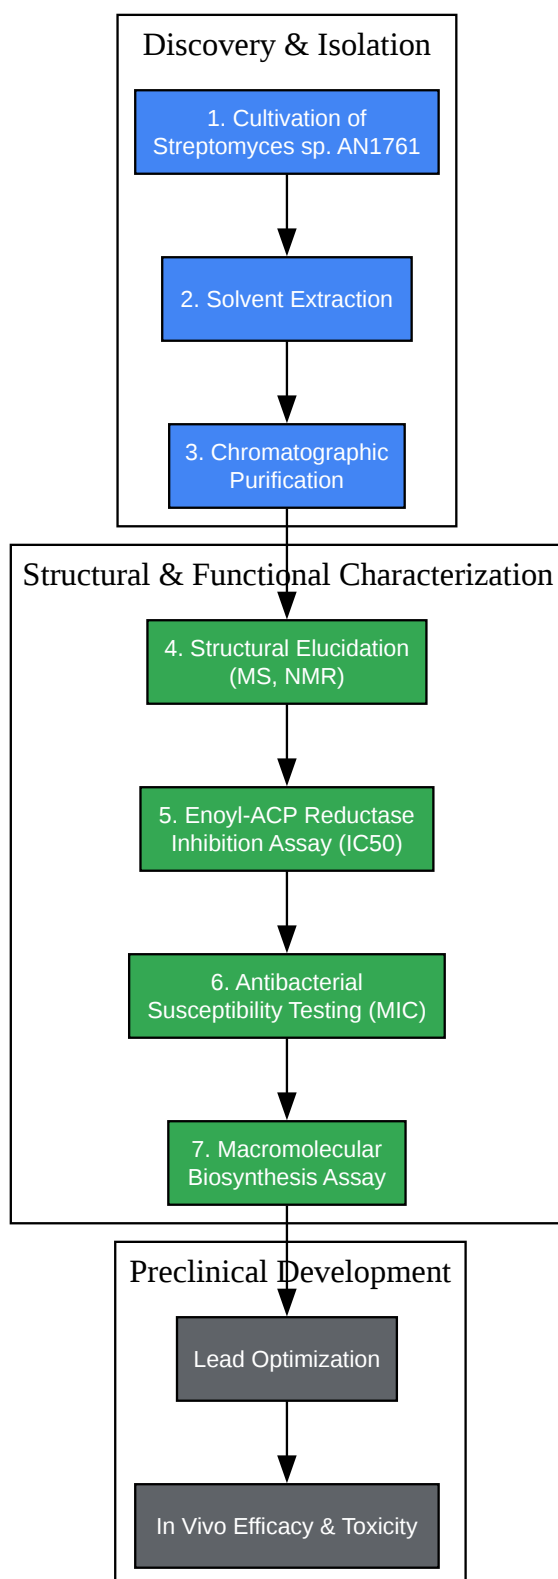 Discovery & Isolation
1. Cultivation of
Streptomyces sp. AN1761
2. Solvent Extraction
3. Chromatographic
Purification
Structural & Functional Characterization
4. Structural Elucidation
(MS, NMR)
5. Enoyl-ACP Reductase
Inhibition Assay (IC50)
6. Antibacterial
Susceptibility Testing (MIC)
7. Macromolecular
Biosynthesis Assay
Preclinical Development
Lead Optimization
In Vivo Efficacy & Toxicity